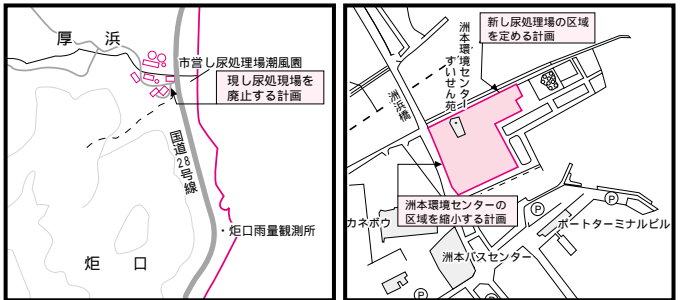 厚　浜
市営し尿処理場潮風園
現し尿処現場を
廃止する計画
国道28号線
・炬口雨量観測所
炬　口
新し尿処理場の区域
を定める計画
洲本環境センター
すいせん苑
洲浜橋
洲本環境センターの
区域を縮小する計画
カネボウ
P
P
ポートターミナルビル
洲本バスセンター
P
P